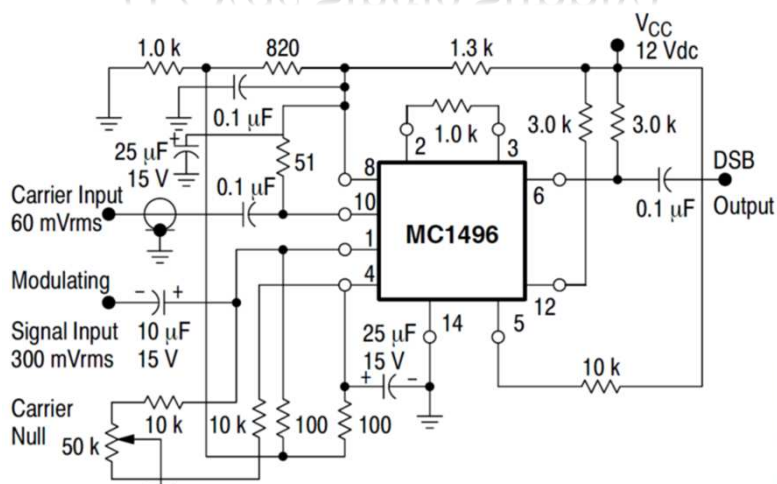 1.0 k
820
1.3 k
VCC
12 Vdc
0.1 μF
1.0 k
3.0 k
3.0 k
25 μF
15 V
+
51
2
3
DSB
Output
0.1 μF
8
6
Carrier Input
60 mVrms
0.1 μF
10
MC1496
1
4
12
Modulating
Signal Input
300 mVrms
- +
10 μF
15 V
25 μF
15 V
+ -
14
5
10 k
Carrier
Null
50 k
10 k
10 k
100
100